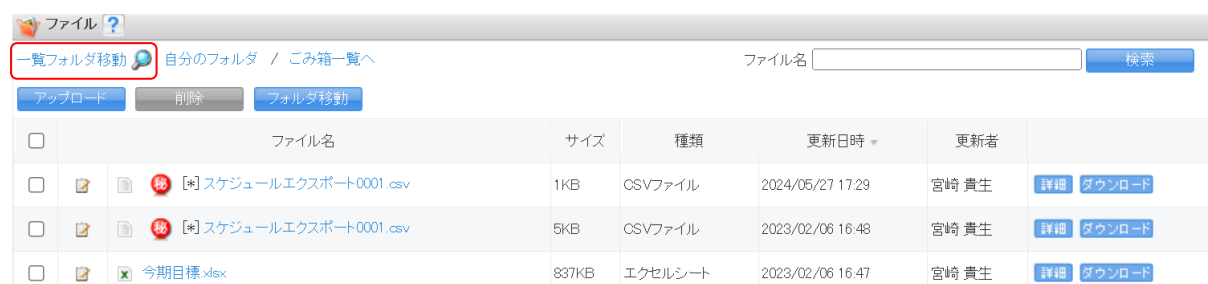 ファイル ?
一覧フォルダ移動 自分のフォルダ / ごみ箱一覧へ ファイル名 検索
アップロード 削除 フォルダ移動
ファイル名 サイズ 種類 更新日時 更新者
秘 [*]スケジュールエクスポート0001.csv 1KB CSVファイル 2024/05/27 17:29 宮崎 貴生 詳細 ダウンロード
秘 [*]スケジュールエクスポート0001.csv 5KB CSVファイル 2023/02/06 16:48 宮崎 貴生 詳細 ダウンロード
今期目標.xlsx 837KB エクセルシート 2023/02/06 16:47 宮崎 貴生 詳細 ダウンロード